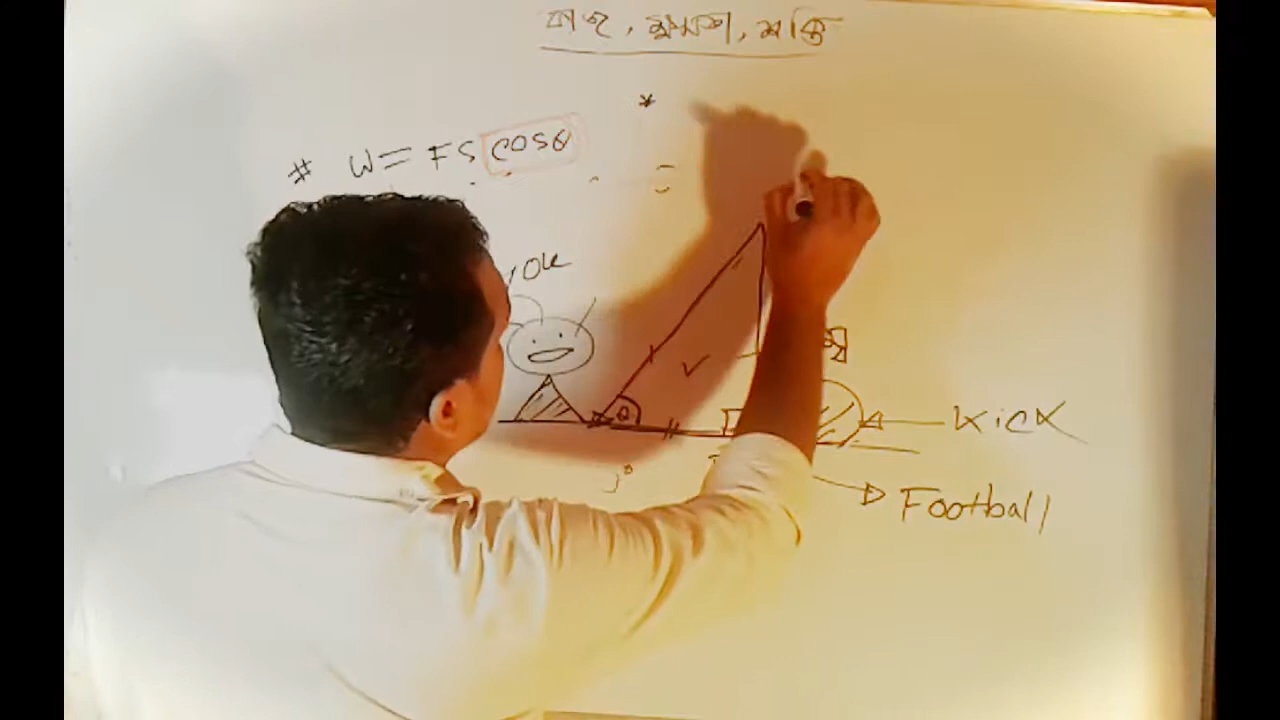 কাজ, ক্ষমতা, শক্তি
*
# W = FS cosθ
Kick
Football